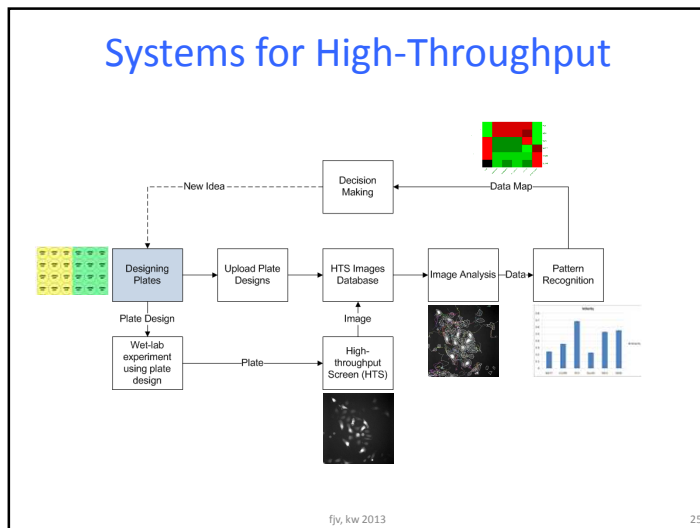 Systems for High-Throughput
Decision
Making
New Idea
Data Map
Designing
Plates
Upload Plate
Designs
HTS Images
Database
Image Analysis
Data
Pattern
Recognition
Plate Design
Image
Wet-lab
experiment
using plate
design
Plate
High-
throughput
Screen (HTS)
Velocity
fjv, kw 2013
25